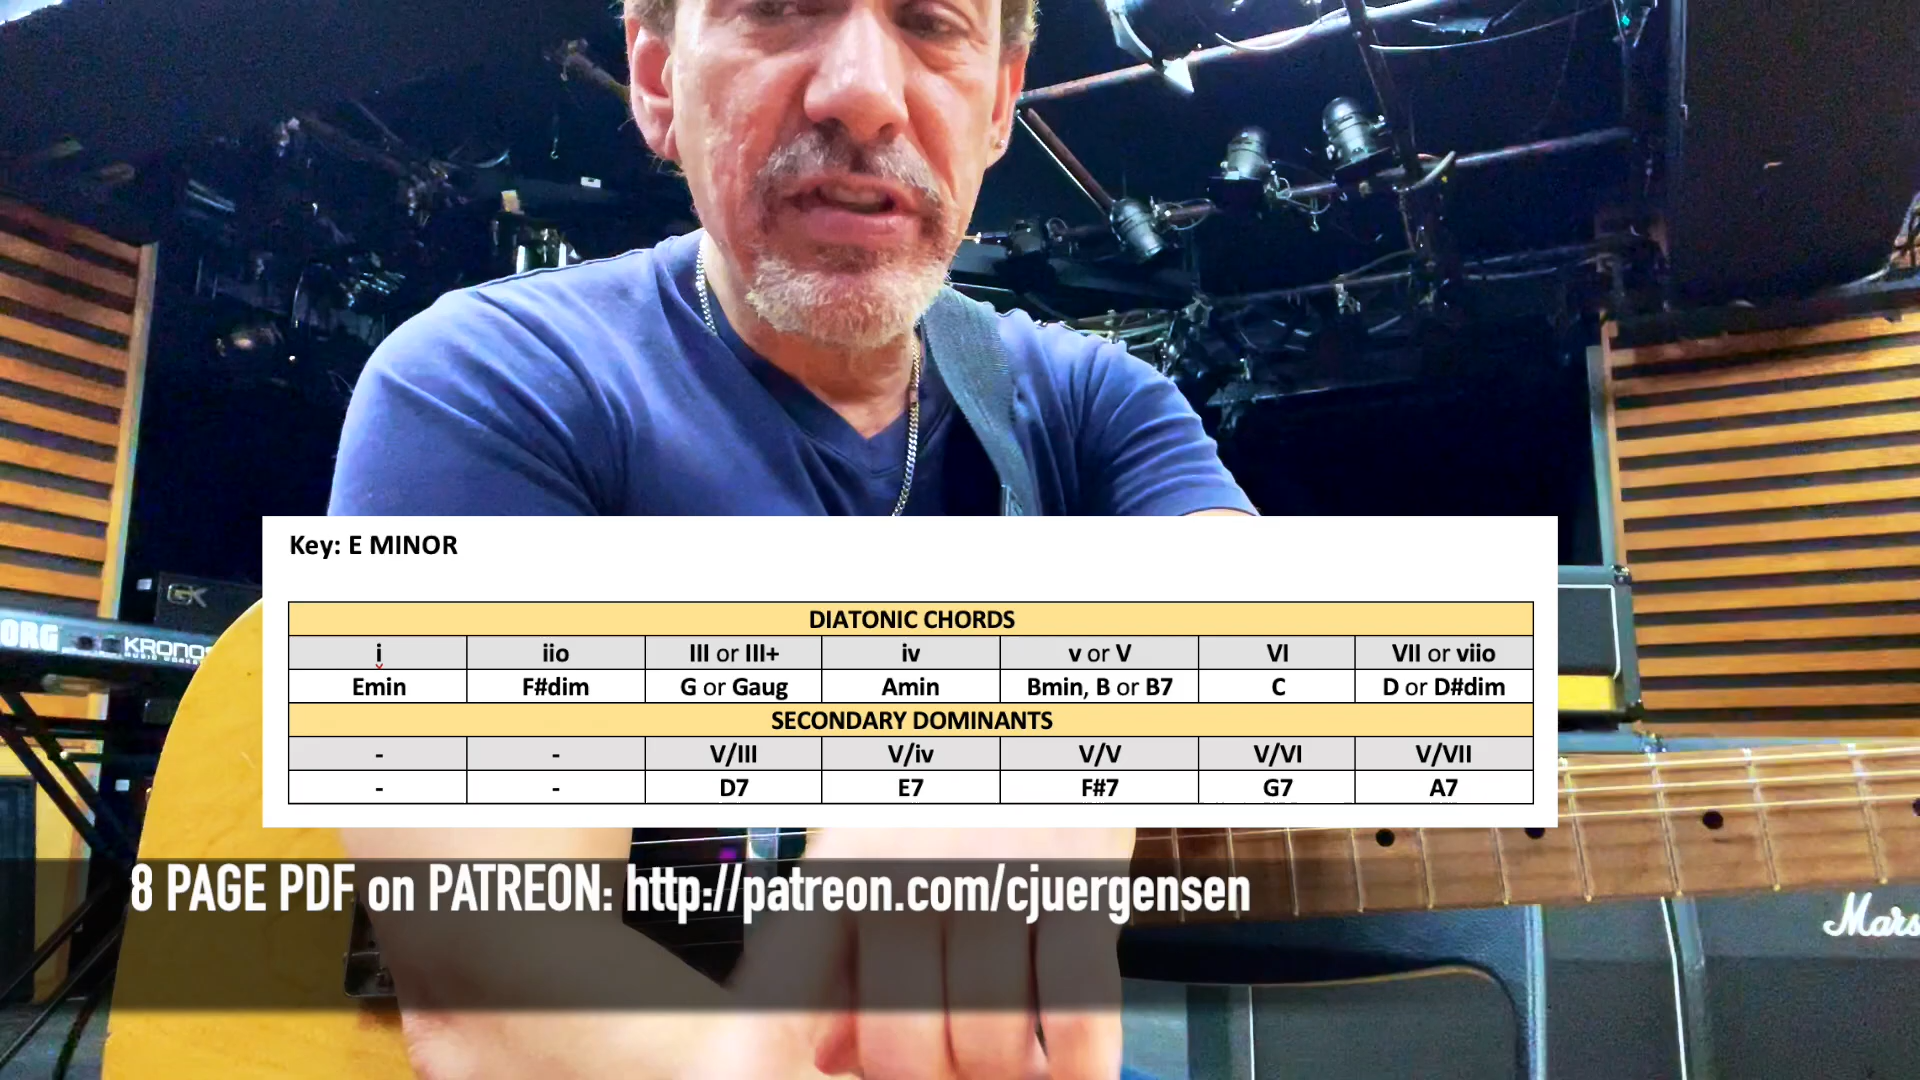 Key: E MINOR
DIATONIC CHORDS
i iio III or III+ iv v or V VI VII or viio
Emin F#dim G or Gaug Amin Bmin, B or B7 C D or D#dim
SECONDARY DOMINANTS
- - V/III V/iv V/V V/VI V/VII
- - D7 E7 F#7 G7 A7
GK
ORG KRONOS
8 PAGE PDF on PATREON: http://patreon.com/cjuergensen
Mars